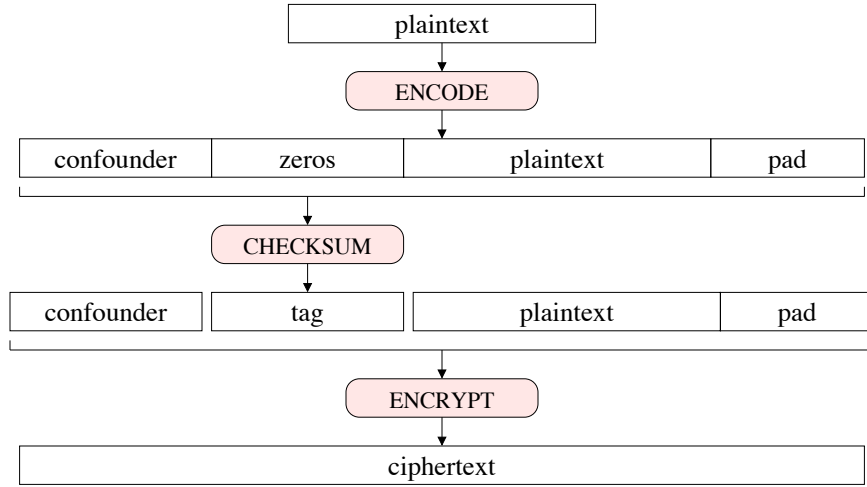 plaintext
ENCODE
confounder zeros plaintext pad
CHECKSUM
confounder tag plaintext pad
ENCRYPT
ciphertext